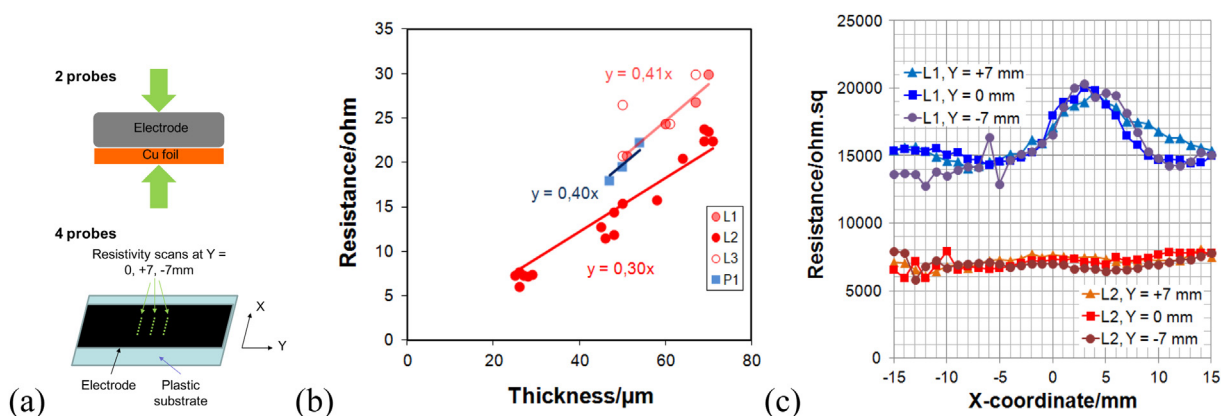 2 probes
Electrode
Cu foil
4 probes
Resistivity scans at Y =
0, +7, -7mm
X
Y
Electrode
Plastic
substrate
(a)
Resistance/ohm
35
30
25
20
15
10
5
0
0
20
40
60
80
Thickness/µm
y = 0,41x
y = 0,40x
y = 0,30x
L1
L2
L3
P1
(b)
Resistance/ohm.sq
25000
20000
15000
10000
5000
0
-15
-10
-5
0
5
10
15
X-coordinate/mm
L1, Y = +7 mm
L1, Y = 0 mm
L1, Y = -7 mm
L2, Y = +7 mm
L2, Y = 0 mm
L2, Y = -7 mm
(c)